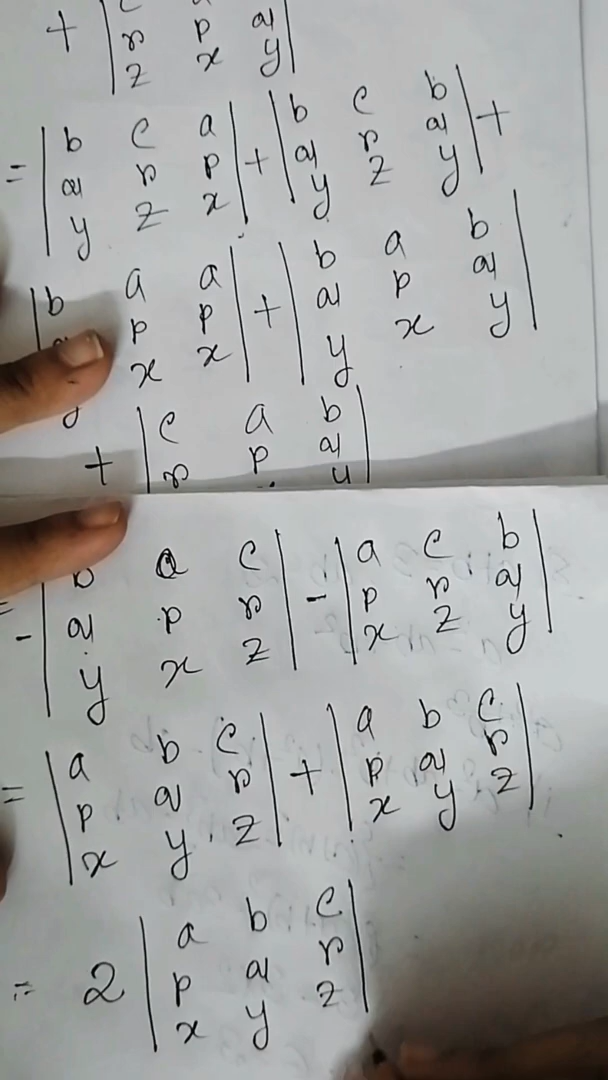 c
+ | r p q |
z x y
= | b c a | + | b c b | +
q r p q r q
y z x y z y
| b a a | + | b a b |
p p q p q
y x x y x y
+ | c a b |
r p q
y
= - | b a c | - | a c b |
q p r p r q
y x z x z y
= | a b c | + | a b c |
p q r p q r
x y z x y z
= 2 | a b c |
p q r
x y z